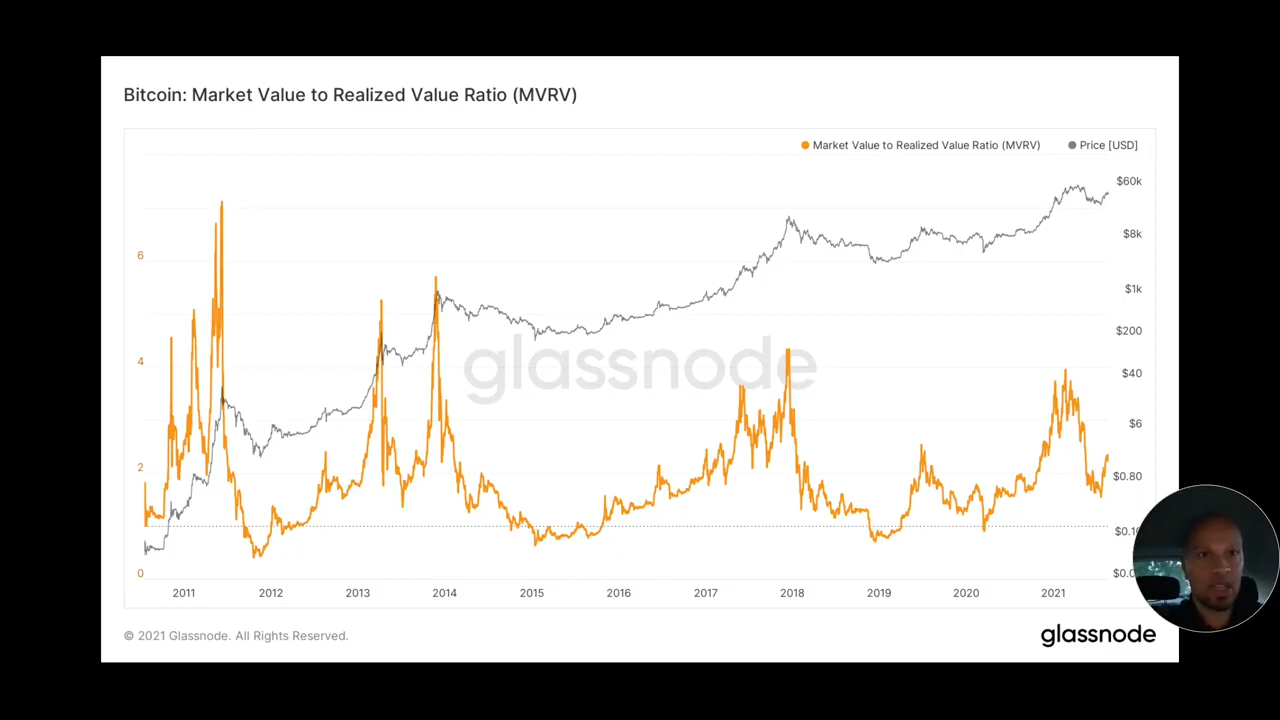 Bitcoin: Market Value to Realized Value Ratio (MVRV)
Market Value to Realized Value Ratio (MVRV) Price [USD]
$60k
$8k
6
$1k
$200
glassnode
4
$40
$6
2
$0.80
0
2011 2012 2013 2014 2015 2016 2017 2018 2019 2020 2021
© 2021 Glassnode. All Rights Reserved.
glassnode